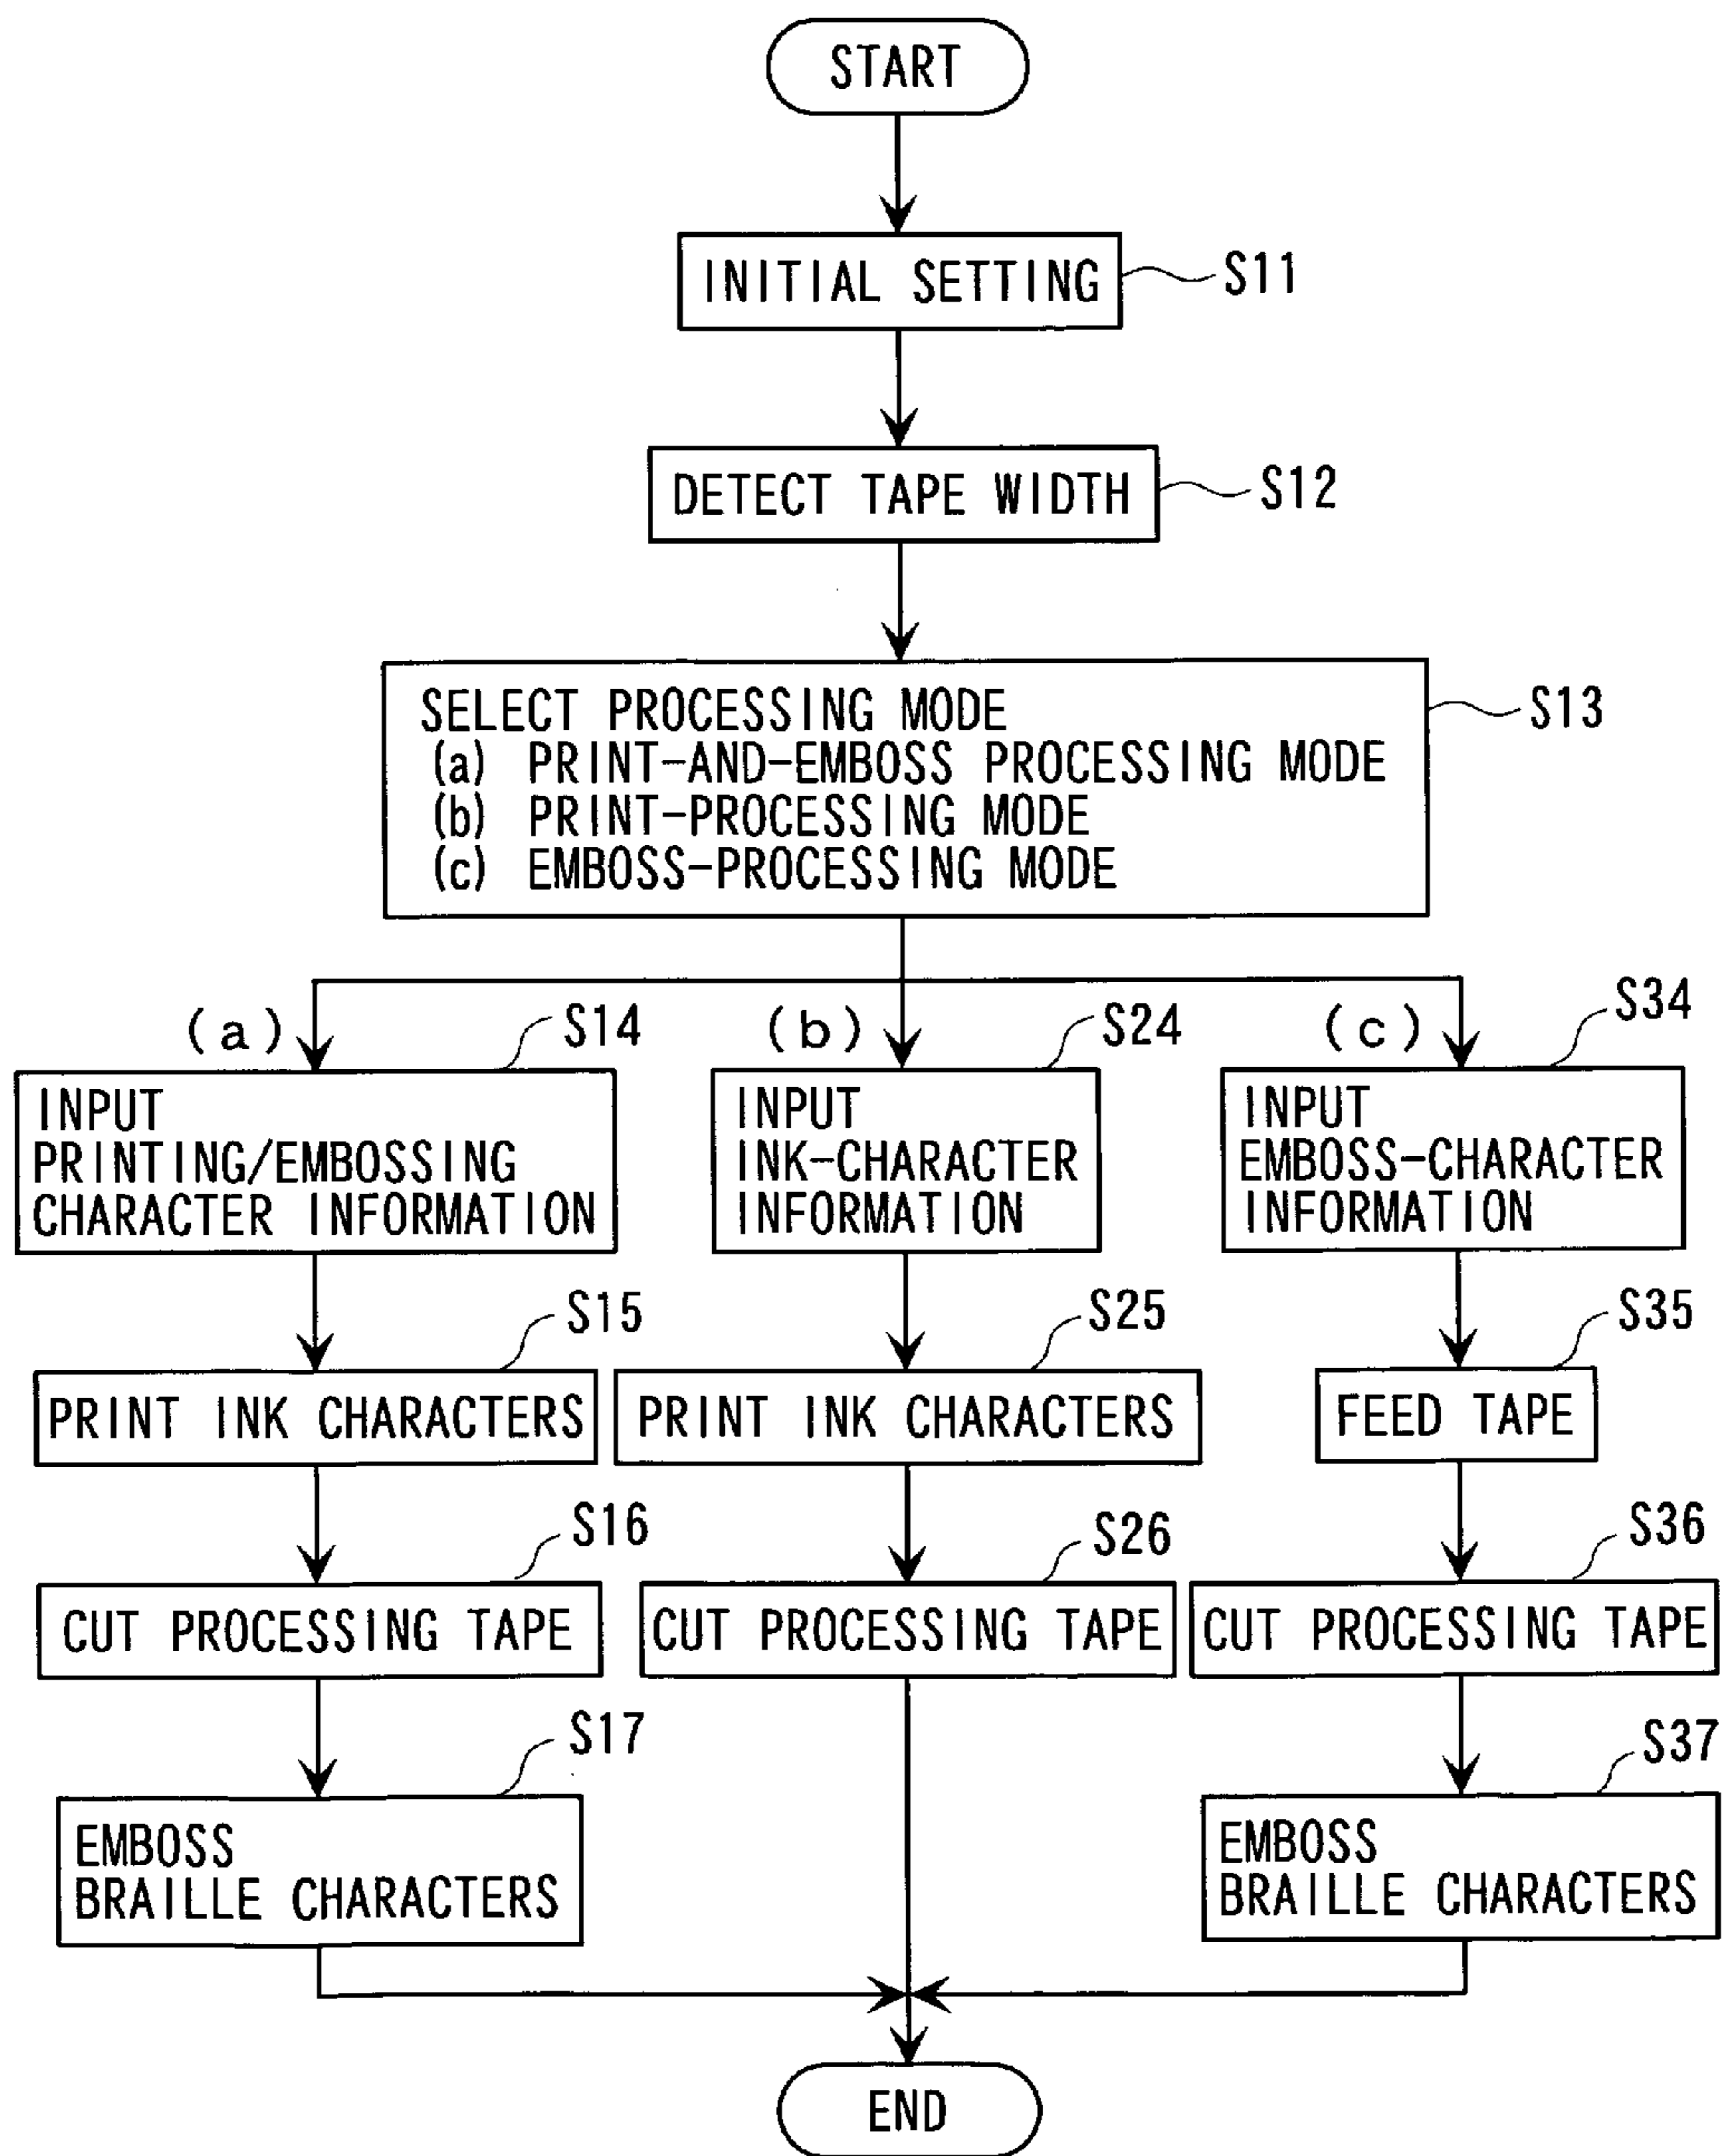 START
INITIAL SETTING
S11
DETECT TAPE WIDTH
S12
SELECT PROCESSING MODE
(a) PRINT-AND-EMBOSS PROCESSING MODE
(b) PRINT-PROCESSING MODE
(c) EMBOSS-PROCESSING MODE
S13
(a)
S14
INPUT
PRINTING/EMBOSSING
CHARACTER INFORMATION
S15
PRINT INK CHARACTERS
S16
CUT PROCESSING TAPE
S17
EMBOSS
BRAILLE CHARACTERS
(b)
S24
INPUT
INK-CHARACTER
INFORMATION
S25
PRINT INK CHARACTERS
S26
CUT PROCESSING TAPE
(c)
S34
INPUT
EMBOSS-CHARACTER
INFORMATION
S35
FEED TAPE
S36
CUT PROCESSING TAPE
S37
EMBOSS
BRAILLE CHARACTERS
END